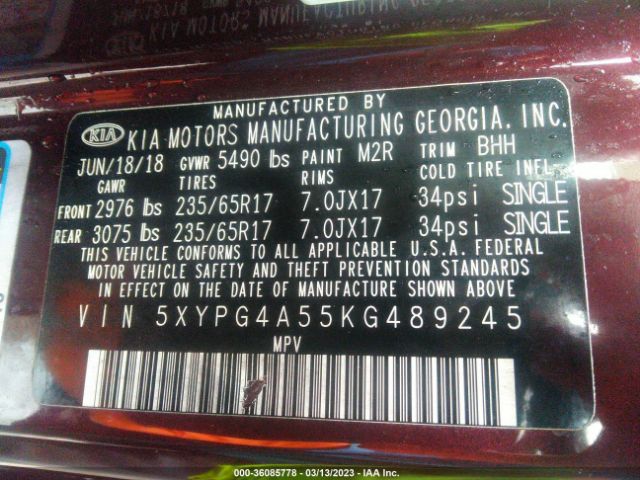 MANUFACTURED BY
KIA KIA MOTORS MANUFACTURING GEORGIA, INC.
JUN/18/18 GVWR 5490 lbs PAINT M2R TRIM BHH
GAWR TIRES RIMS COLD TIRE INFL
FRONT 2976 lbs 235/65R17 7.0JX17 34psi SINGLE
REAR 3075 lbs 235/65R17 7.0JX17 34psi SINGLE
THIS VEHICLE CONFORMS TO ALL APPLICABLE U.S.A. FEDERAL
MOTOR VEHICLE SAFETY AND THEFT PREVENTION STANDARDS
IN EFFECT ON THE DATE OF MANUFACTURE SHOWN ABOVE
VIN 5XYPG4A55KG489245
MPV
000-36085778 - 03/13/2023 - IAA Inc.